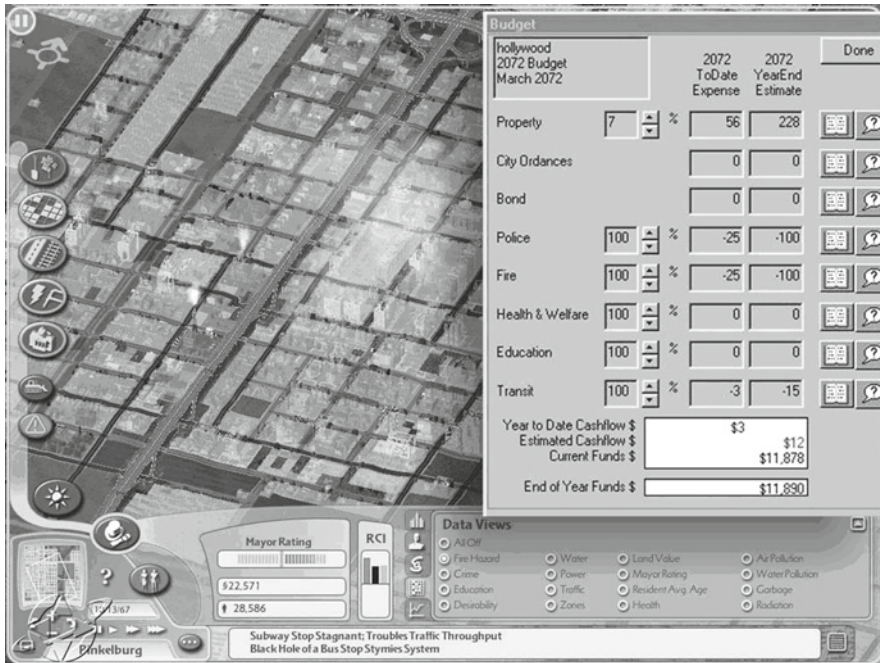 Budget
hollywood
2072 Budget
March 2072
2072
ToDate
Expense
2072
YearEnd
Estimate
Done
Property 7 % 56 228
City Ordances 0 0
Bond 0 0
Police 100 % -25 -100
Fire 100 % -25 -100
Health & Welfare 100 % 0 0
Education 100 % 0 0
Transit 100 % -3 -15
Year to Date Cashflow $ $3
Estimated Cashflow $ $12
Current Funds $ $11,878
End of Year Funds $ $11,890
Mayor Rating
RCI
$22,571
28,586
Data Views
All Off
Fire Hazard Water Land Value Air Pollution
Crime Power Mayor Rating Water Pollution
Education Traffic Resident Avg. Age Garbage
Desirability Zones Health Radiation
?
Pinkelburg
Subway Stop Stagnant; Troubles Traffic Throughput
Black Hole of a Bus Stop Stymies System